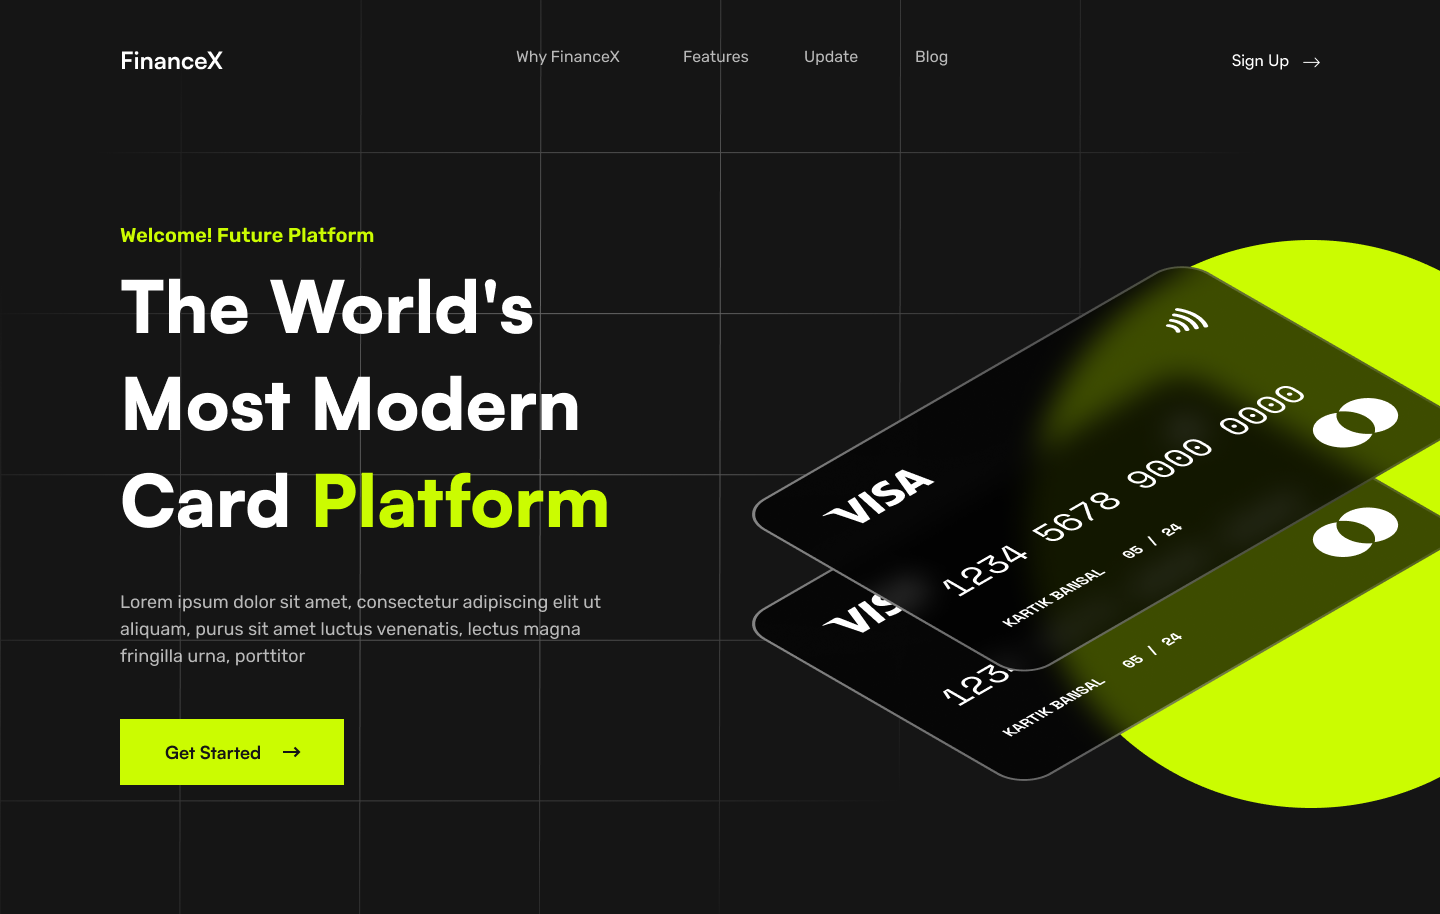 FinanceX
Why FinanceX Features Update Blog
Sign Up
Welcome! Future Platform
The World's
Most Modern
Card Platform
Lorem ipsum dolor sit amet, consectetur adipiscing elit ut
aliquam, purus sit amet luctus venenatis, lectus magna
fringilla urna, porttitor
Get Started
VISA
1234 5678 9000 0000
KARTIK BANSAL 05 / 24
VIS
123
KARTIK BANSAL 05 / 24